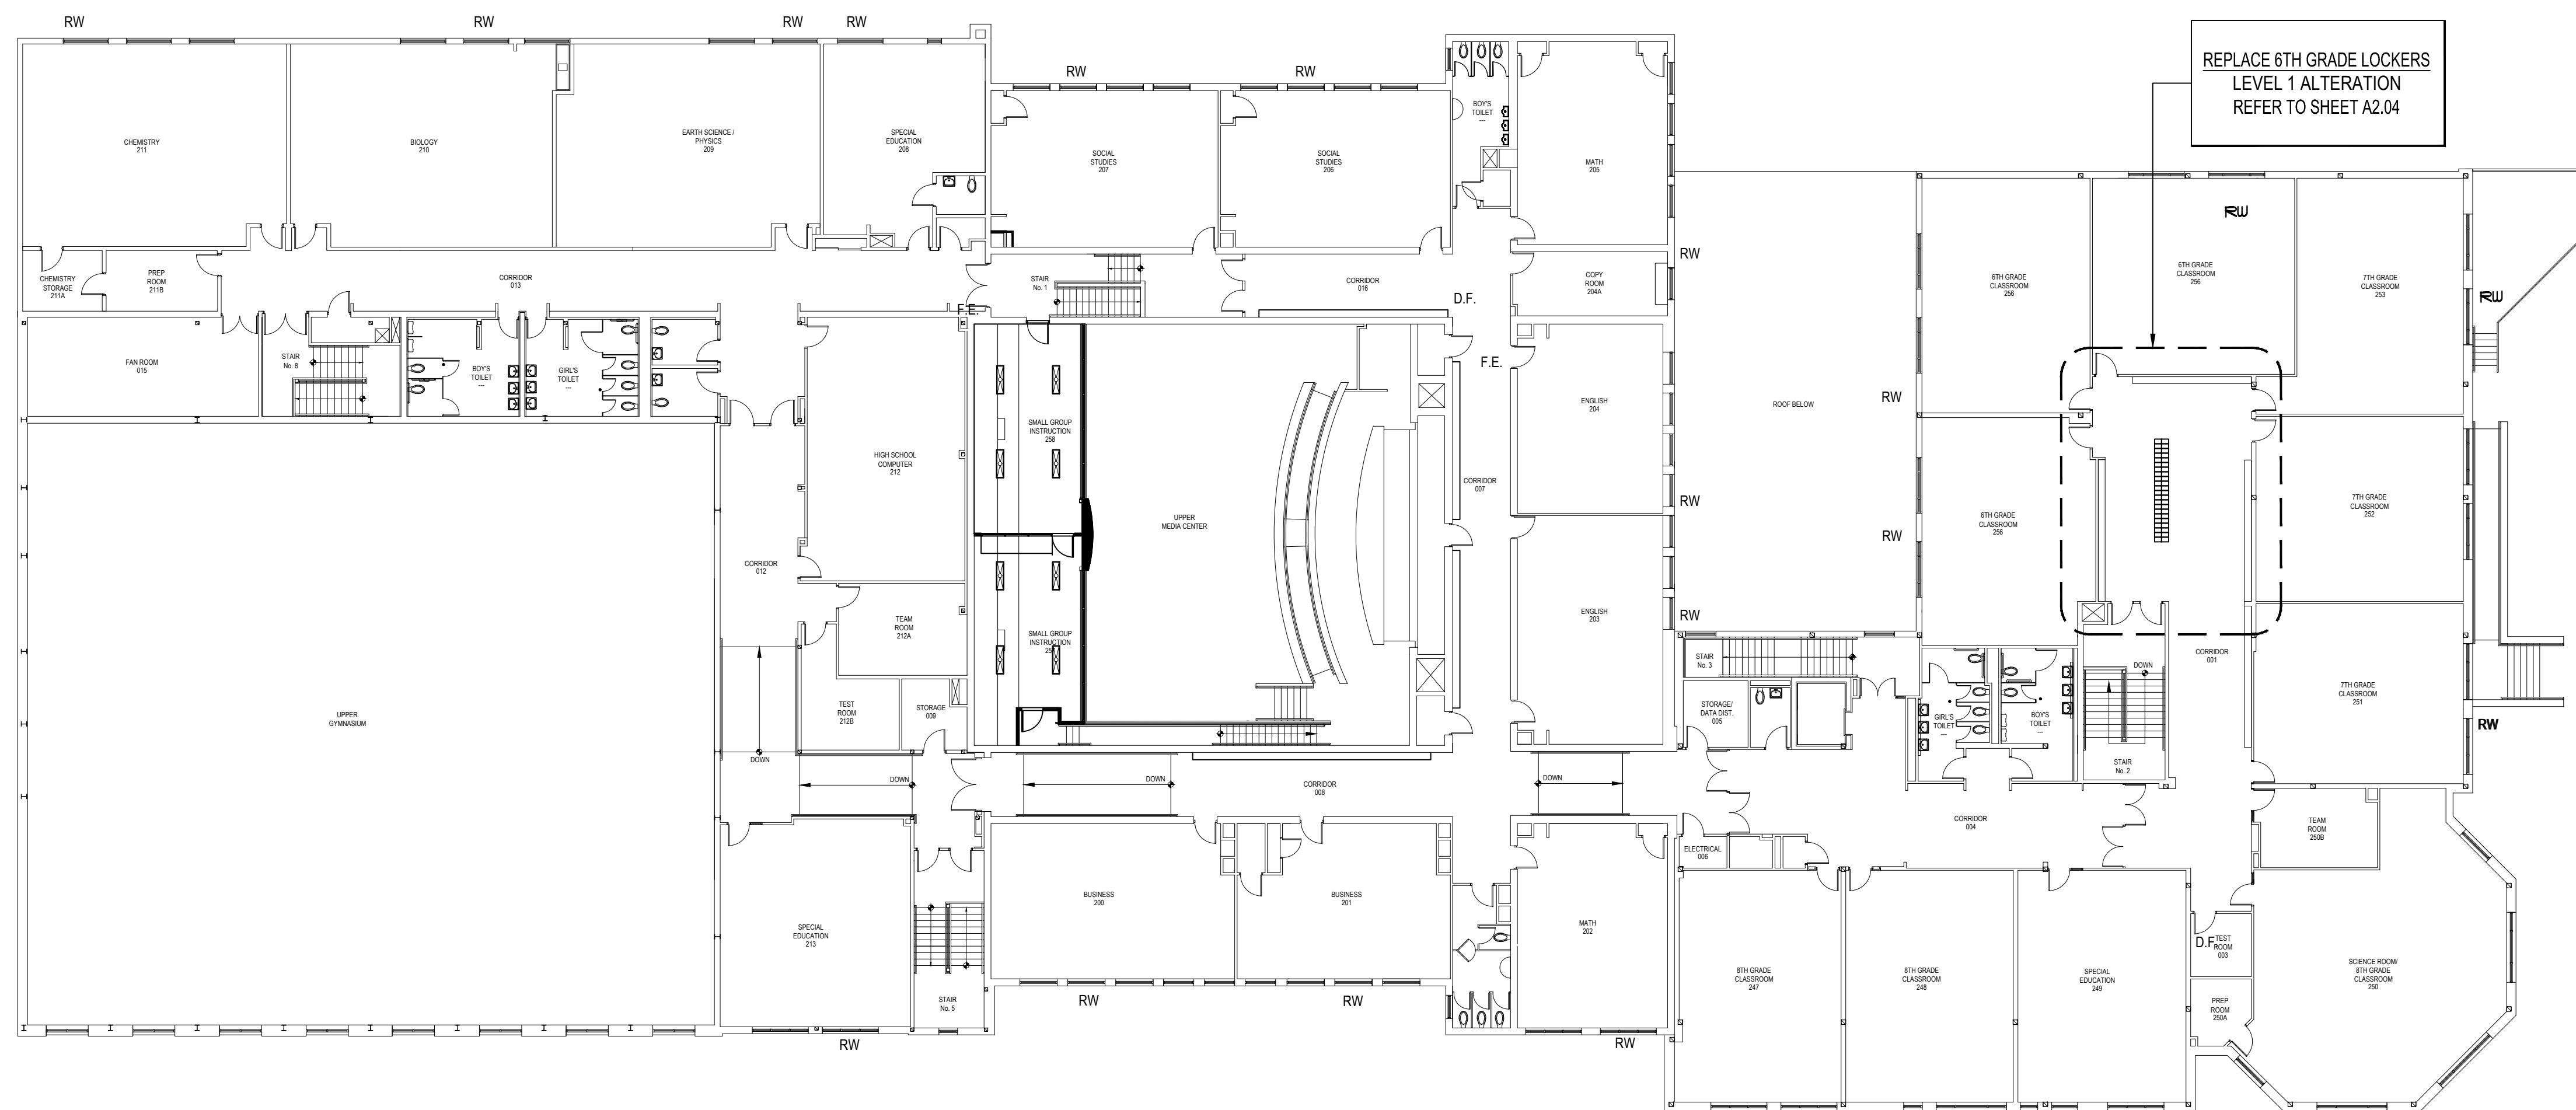 RW
RW
RW
RW
REPLACE 6TH GRADE LOCKERS
LEVEL 1 ALTERATION
REFER TO SHEET A2.04
RW
RW
CHEMISTRY
211
BIOLOGY
210
EARTH SCIENCE /
PHYSICS
209
SPECIAL
EDUCATION
208
SOCIAL
STUDIES
207
SOCIAL
STUDIES
206
BOY'S
TOILET
---
MATH
205
RW
CHEMISTRY
STORAGE
211A
PREP
ROOM
211B
CORRIDOR
013
STAIR
No. 1
CORRIDOR
016
COPY
ROOM
204A
RW
6TH GRADE
CLASSROOM
256
6TH GRADE
CLASSROOM
256
7TH GRADE
CLASSROOM
253
RW
F.E.
D.F.
FAN ROOM
015
STAIR
No. 8
BOY'S
TOILET
---
GIRL'S
TOILET
---
F.E.
ENGLISH
204
ROOF BELOW
RW
SMALL GROUP
INSTRUCTION
258
HIGH SCHOOL
COMPUTER
212
CORRIDOR
007
RW
UPPER
MEDIA CENTER
6TH GRADE
CLASSROOM
256
7TH GRADE
CLASSROOM
252
RW
CORRIDOR
012
TEAM
ROOM
212A
SMALL GROUP
INSTRUCTION
257
ENGLISH
203
RW
STAIR
No. 3
DOWN
CORRIDOR
001
7TH GRADE
CLASSROOM
251
UPPER
GYMNASIUM
TEST
ROOM
212B
STORAGE
009
STORAGE/
DATA DIST.
005
GIRL'S
TOILET
---
BOY'S
TOILET
---
RW
STAIR
No. 2
DOWN
DOWN
DOWN
CORRIDOR
008
DOWN
CORRIDOR
004
TEAM
ROOM
250B
ELECTRICAL
006
BUSINESS
200
BUSINESS
201
MATH
202
SPECIAL
EDUCATION
213
STAIR
No. 5
8TH GRADE
CLASSROOM
247
8TH GRADE
CLASSROOM
248
SPECIAL
EDUCATION
249
D.F.
TEST
ROOM
003
SCIENCE ROOM/
8TH GRADE
CLASSROOM
250
PREP
ROOM
250A
RW
RW
RW
RW